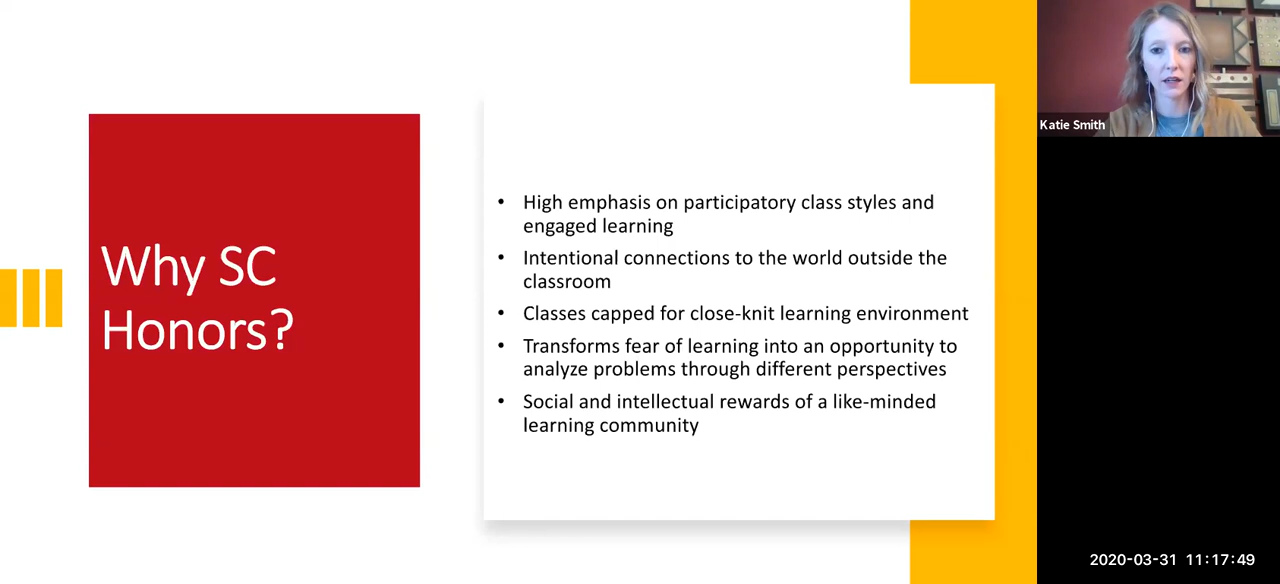 Why SC
Honors?
• High emphasis on participatory class styles and
engaged learning
• Intentional connections to the world outside the
classroom
• Classes capped for close-knit learning environment
• Transforms fear of learning into an opportunity to
analyze problems through different perspectives
• Social and intellectual rewards of a like-minded
learning community
Katie Smith
2020-03-31 11:17:49